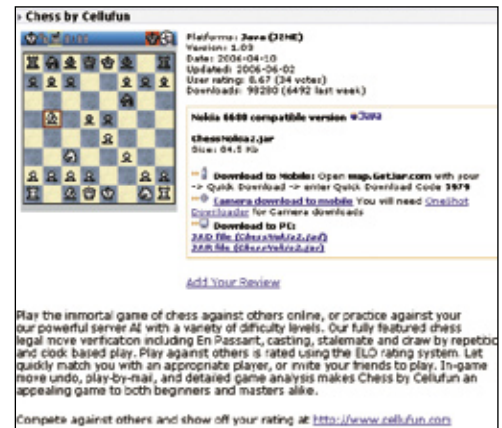 › Chess by Cellufun
Platforms: Java (J2ME)
Version: 1.03
Date: 2006-04-10
Updated: 2006-06-02
User rating: 6.67 (34 votes)
Downloads: 98280 (6492 last week)
Nokia 6600 compatible version Java
ChessNokia2.jar
Size: 64.5 Kb
Download to Mobile: Open map.GetJar.com with your
-> Quick Download -> enter Quick Download Code 3979
Camera download to mobile You will need OneShot
Downloader for Camera downloads
Download to PC:
JAD file (ChessNokia2.jad)
JAR file (ChessNokia2.jar)
Add Your Review
Play the immortal game of chess against others online, or practice against your
our powerful server AI with a variety of difficulty levels. Our fully featured chess
legal move verification including En Passant, casting, stalemate and draw by repetitio
and clock based play. Play against others is rated using the ELO rating system. Let
quickly match you with an appropriate player, or invite your friends to play. In-game
move undo, play-by-mail, and detailed game analysis makes Chess by Cellufun an
appealing game to both beginners and masters alike.
Compete against others and show off your rating at http://www.cellufun.com